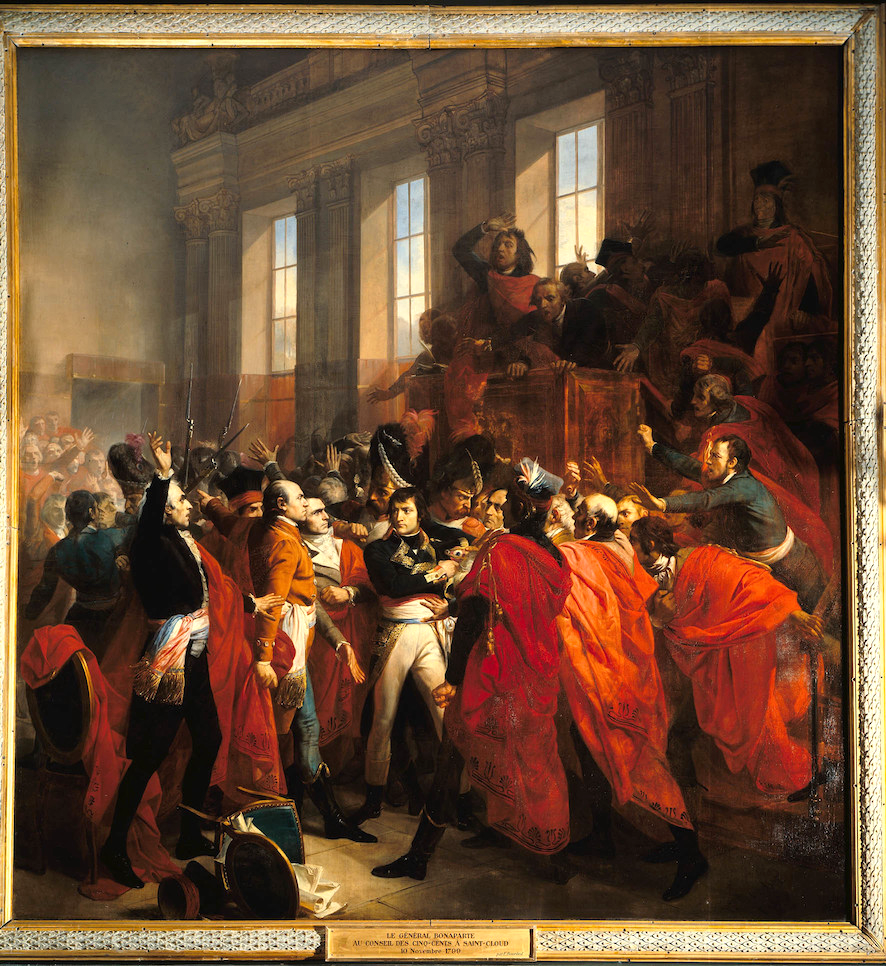 LE GÉNÉRAL BONAPARTE
AU CONSEIL DES CINQ-CENTS À SAINT-CLOUD
10 Novembre 1799